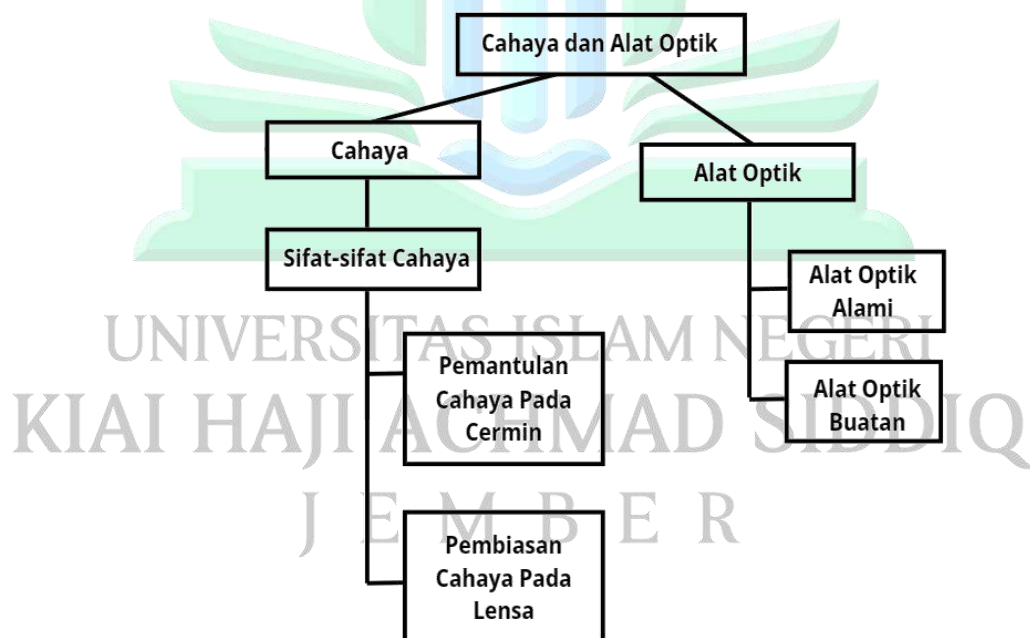 Cahaya dan Alat Optik
Cahaya
Alat Optik
Sifat-sifat Cahaya
Alat Optik
Alami
UNIVERSITAS ISLAM NEGERI
Pemantulan
Cahaya Pada
Cermin
Alat Optik
Buatan
KIAI HAJI ACHMAD SIDDIQ
JEMBER
Pembiasan
Cahaya Pada
Lensa